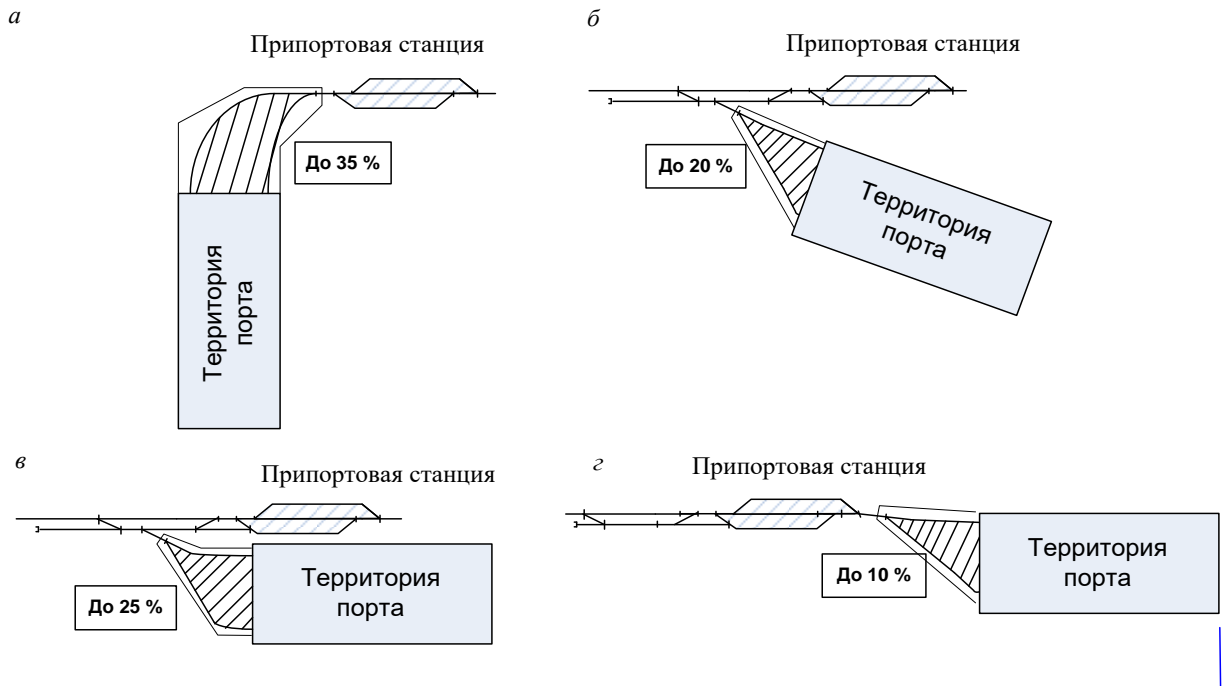 а
Припортовая станция
До 35 %
Территория
порта
б
Припортовая станция
До 20 %
Территория
порта
в
Припортовая станция
До 25 %
Территория
порта
г
Припортовая станция
До 10 %
Территория
порта